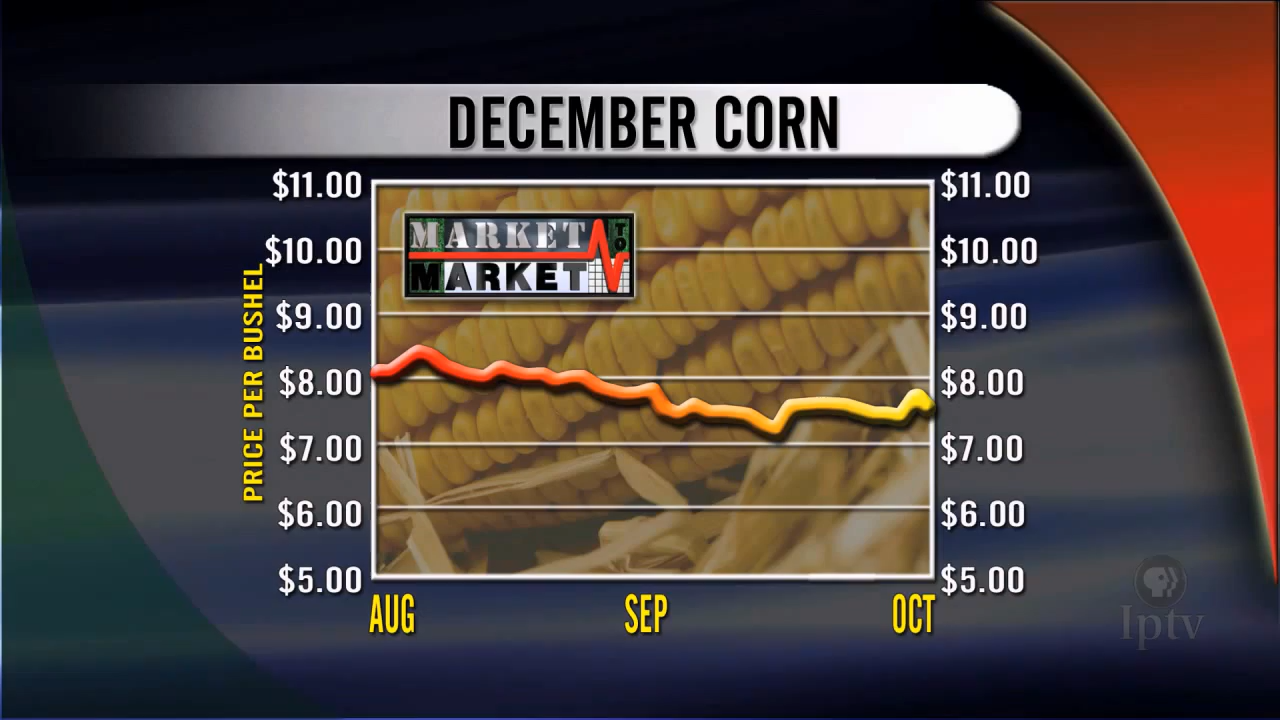 DECEMBER CORN
$11.00 $11.00
MARKET TO
MARKET
$10.00 $10.00
$9.00 $9.00
PRICE PER BUSHEL
$8.00 $8.00
$7.00 $7.00
$6.00 $6.00
$5.00 $5.00
AUG SEP OCT
Iptv